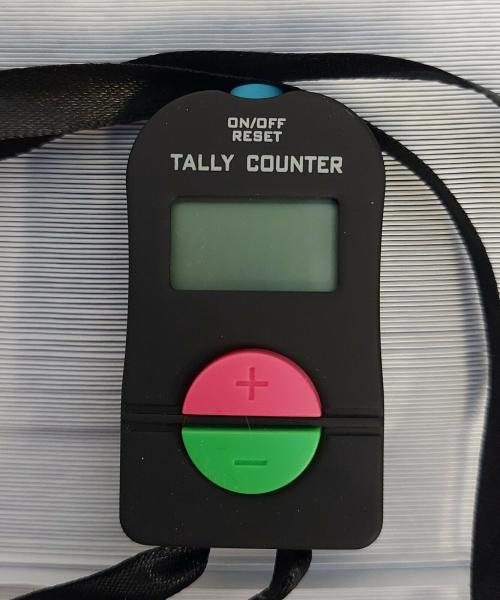 ON/OFF
RESET
TALLY COUNTER
+
−